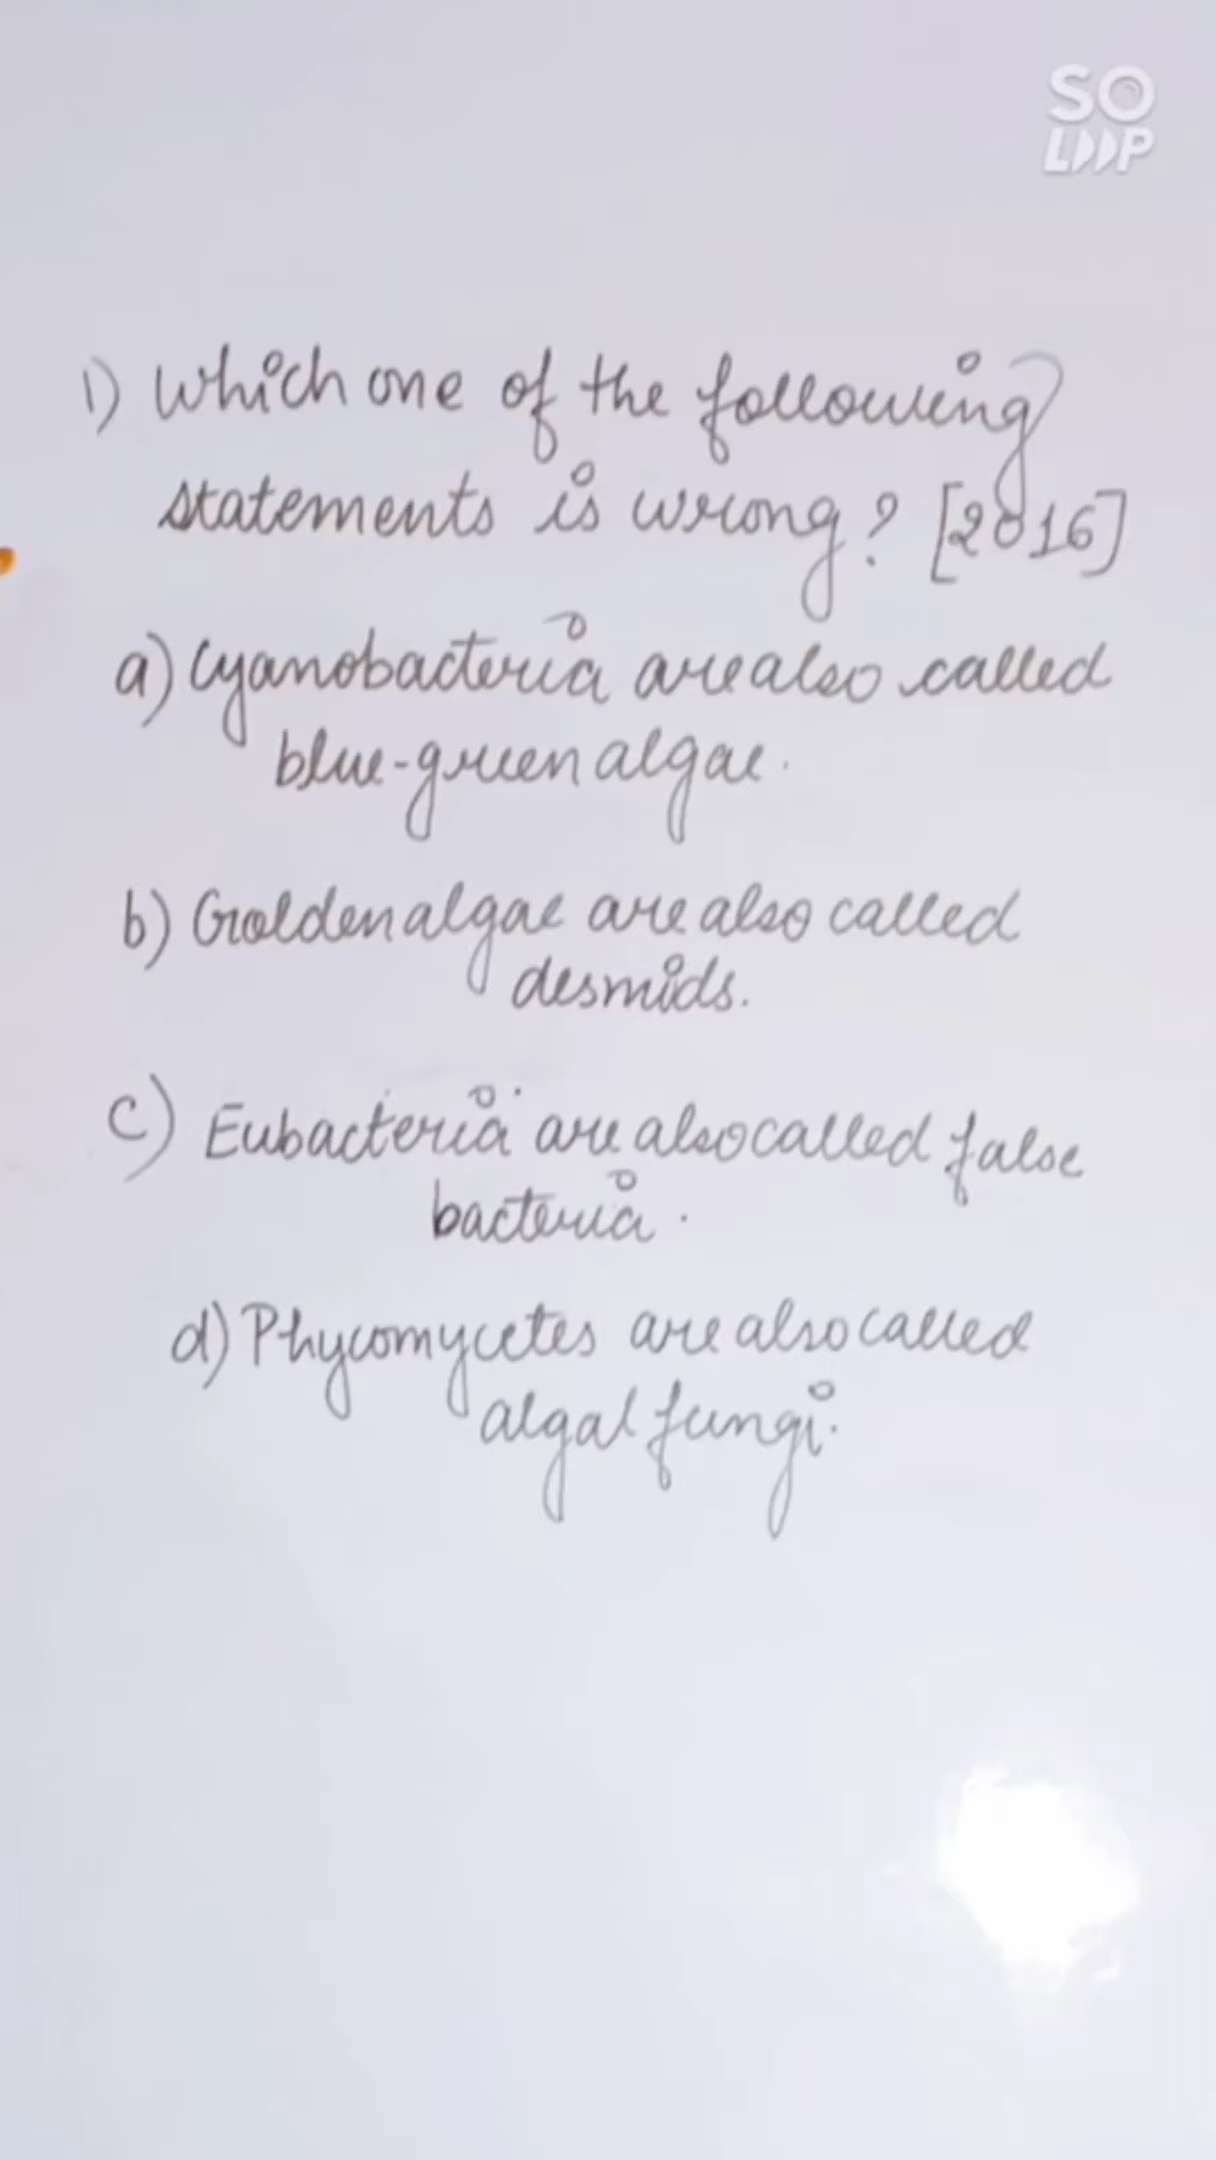 SO
LOOP
1) Which one of the following
statements is wrong? [2016]
a) Cyanobacteria are also called
blue-green algae.
b) Golden algae are also called
desmids.
c) Eubacteria are also called false
bacteria.
d) Phycomycetes are also called
algal fungi.